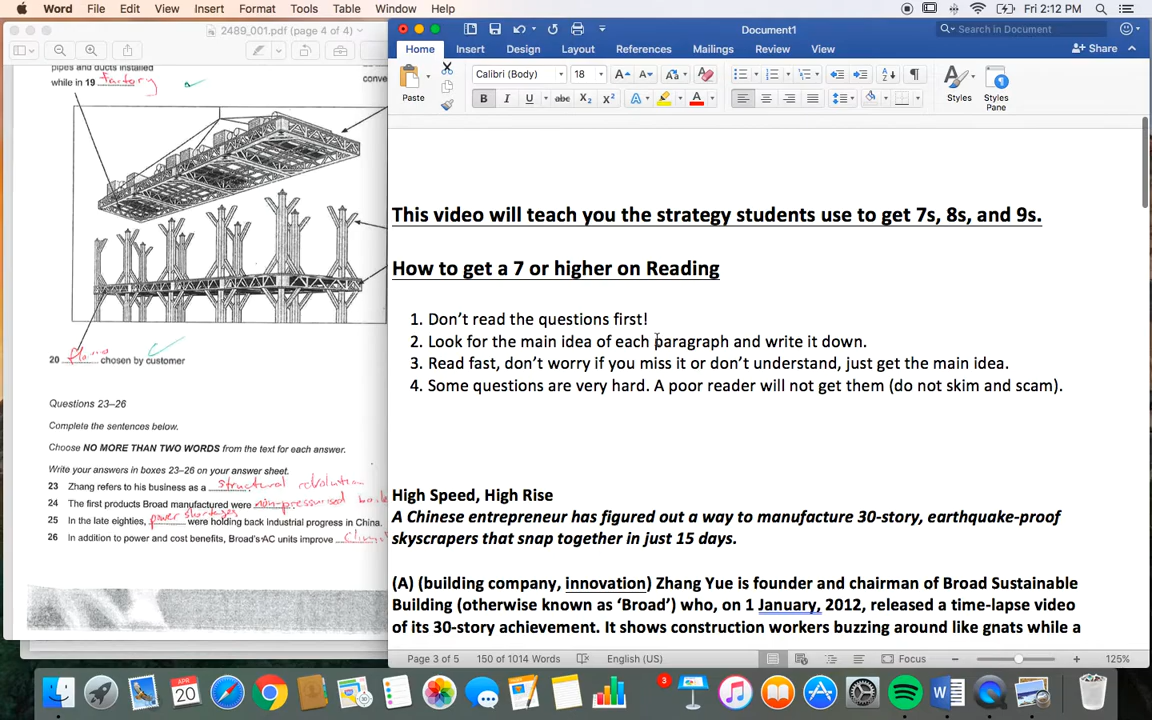 Word File Edit View Insert Format Tools Table Window Help
Fri 2:12 PM
2489_001.pdf (page 4 of 4)
Document1
Search in Document
Home Insert Design Layout References Mailings Review View
Share
Paste
Calibri (Body)
18
Styles
Styles Pane
pipes and ducts installed
while in 19 factory
conve
20 chosen by customer
Questions 23-26
Complete the sentences below.
Choose NO MORE THAN TWO WORDS from the text for each answer.
Write your answers in boxes 23-26 on your answer sheet.
23 Zhang refers to his business as a structural revolution
24 The first products Broad manufactured were non-pressurised
25 In the late eighties, power shortages were holding back industrial progress in China.
26 In addition to power and cost benefits, Broad's AC units improve
This video will teach you the strategy students use to get 7s, 8s, and 9s.
How to get a 7 or higher on Reading
1. Don't read the questions first!
2. Look for the main idea of each paragraph and write it down.
3. Read fast, don't worry if you miss it or don't understand, just get the main idea.
4. Some questions are very hard. A poor reader will not get them (do not skim and scam).
High Speed, High Rise
A Chinese entrepreneur has figured out a way to manufacture 30-story, earthquake-proof
skyscrapers that snap together in just 15 days.
(A) (building company, innovation) Zhang Yue is founder and chairman of Broad Sustainable
Building (otherwise known as 'Broad') who, on 1 January, 2012, released a time-lapse video
of its 30-story achievement. It shows construction workers buzzing around like gnats while a
Page 3 of 5 150 of 1014 Words English (US) Focus 125%
APR
20
3